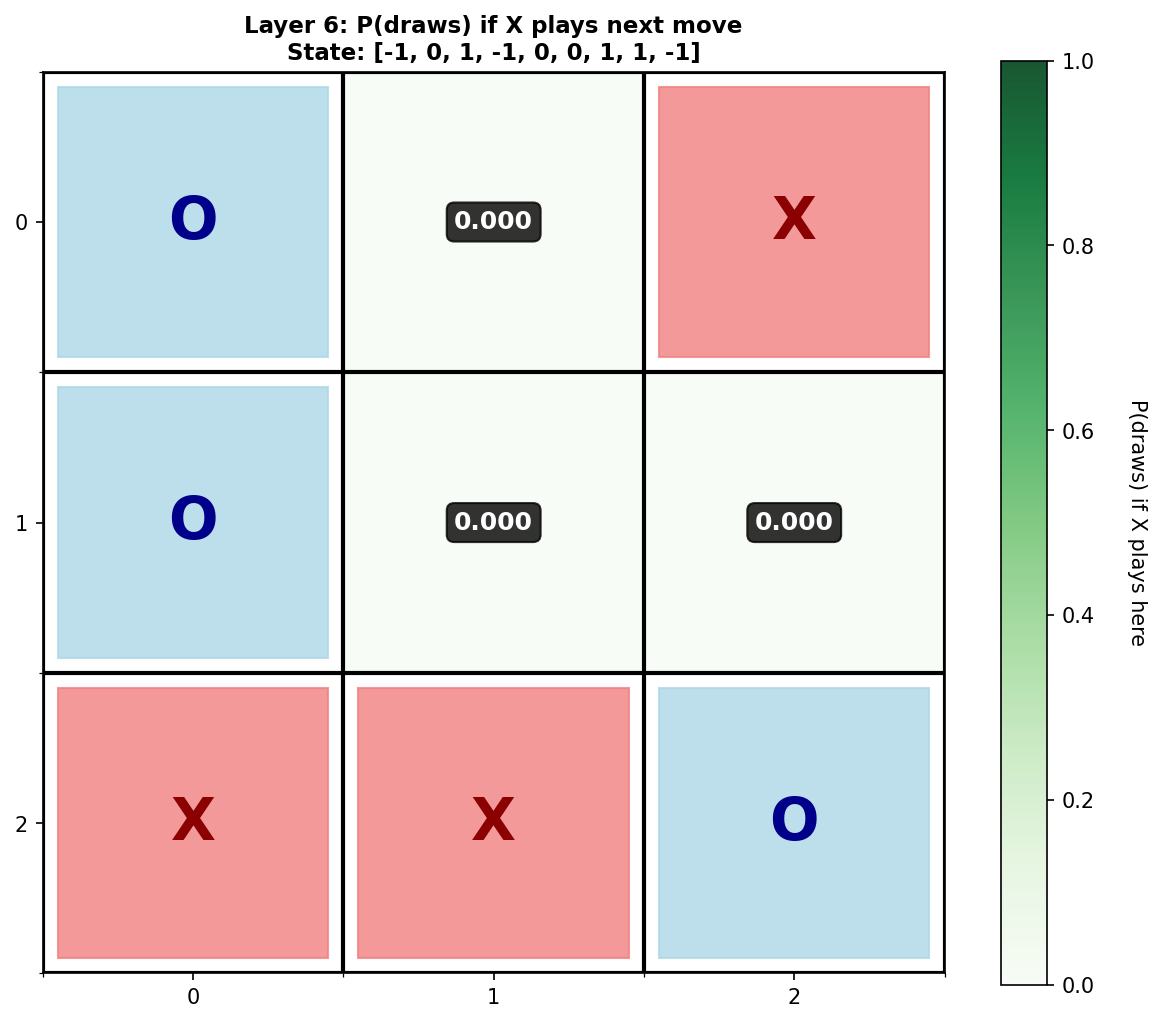 Layer 6: P(draws) if X plays next move
State: [-1, 0, 1, -1, 0, 0, 1, 1, -1]
0
O
0.000
X
1
O
0.000
0.000
2
X
X
O
0
1
2
1.0
0.8
0.6
0.4
0.2
0.0
P(draws) if X plays here